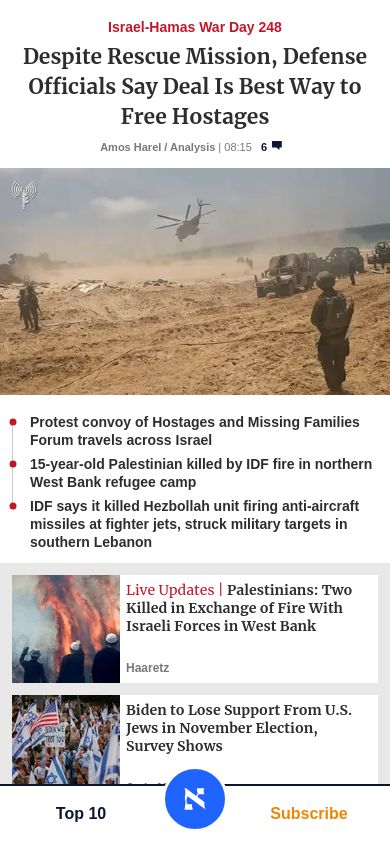 Israel-Hamas War Day 248
Despite Rescue Mission, Defense
Officials Say Deal Is Best Way to
Free Hostages
Amos Harel / Analysis | 08:15 6
Protest convoy of Hostages and Missing Families
Forum travels across Israel
15-year-old Palestinian killed by IDF fire in northern
West Bank refugee camp
IDF says it killed Hezbollah unit firing anti-aircraft
missiles at fighter jets, struck military targets in
southern Lebanon
Live Updates | Palestinians: Two
Killed in Exchange of Fire With
Israeli Forces in West Bank
Haaretz
Biden to Lose Support From U.S.
Jews in November Election,
Survey Shows
Top 10
Subscribe